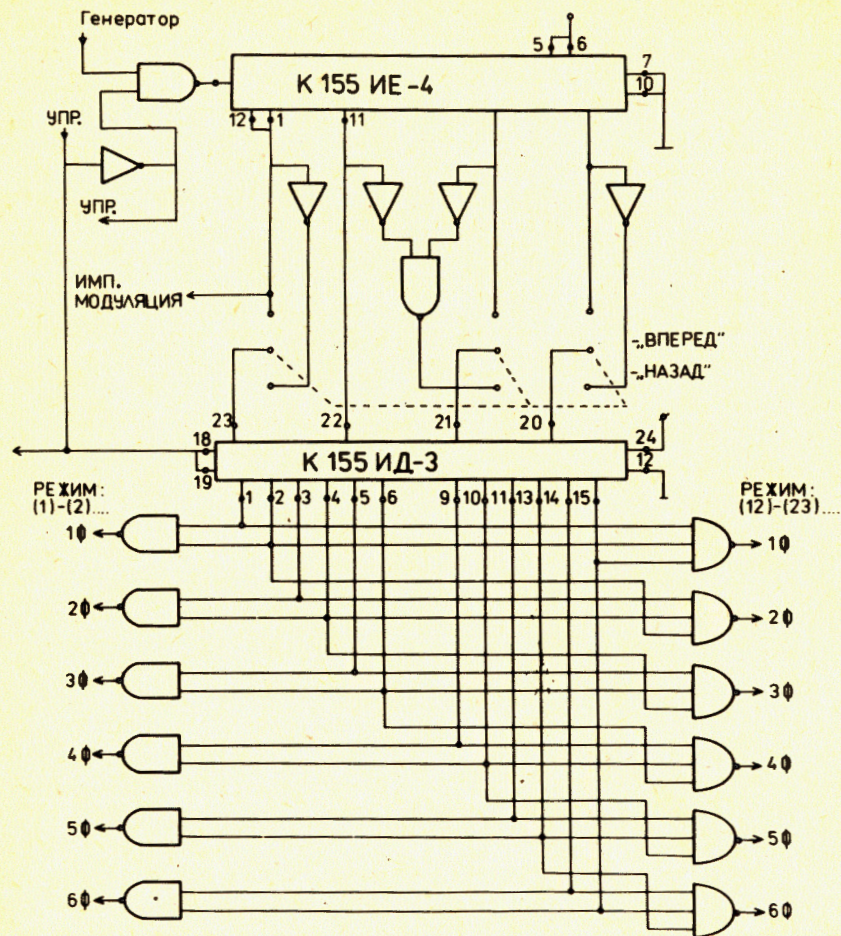 Генератор
5 6
К 155 ИЕ-4
7
10
12 1 11
УПР.
УПР.
ИМП.
МОДУЛЯЦИЯ
-„ВПЕРЕД"
-„НАЗАД"
23 22 21 20
18
24
К 155 ИД-3
12
19
1 2 3 4 5 6 9 10 11 13 14 15
РЕЖИМ:
(1)-(2)....
РЕЖИМ:
(12)-(23)....
1Ф 1Ф
2Ф 2Ф
3Ф 3Ф
4Ф 4Ф
5Ф 5Ф
6Ф 6Ф